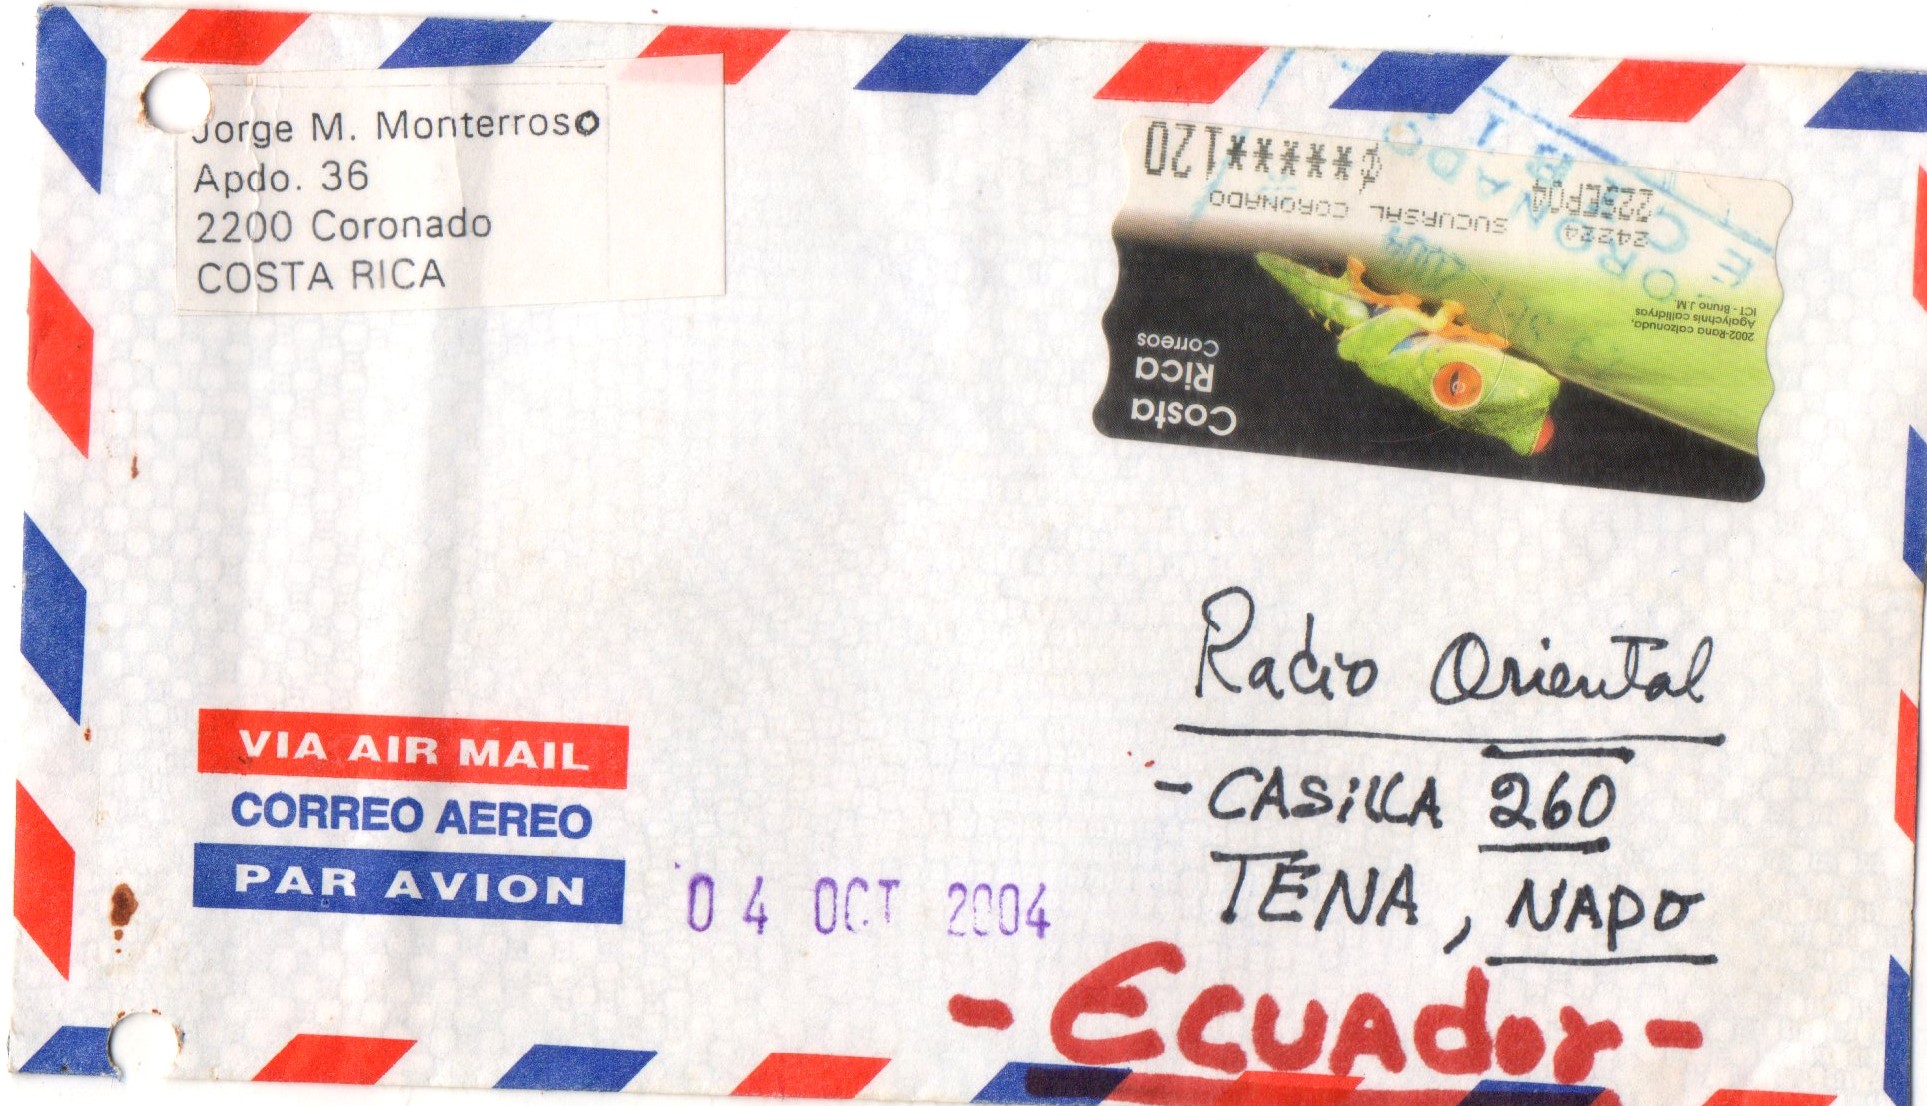 Jorge M. Monterroso
Apdo. 36
2200 Coronado
COSTA RICA
Costa
Rica
Correos
2002-Rana calzonuda,
Agalychnis callidryas
ICT - Bruno J.M.
24224
22SEP04
SUCURSAL CORONADO
₡******120
Radio Oriental
- CASiLLA 260
TENA, NAPO
- ECUAdor -
VIA AIR MAIL
CORREO AEREO
PAR AVION
04 OCT 2004